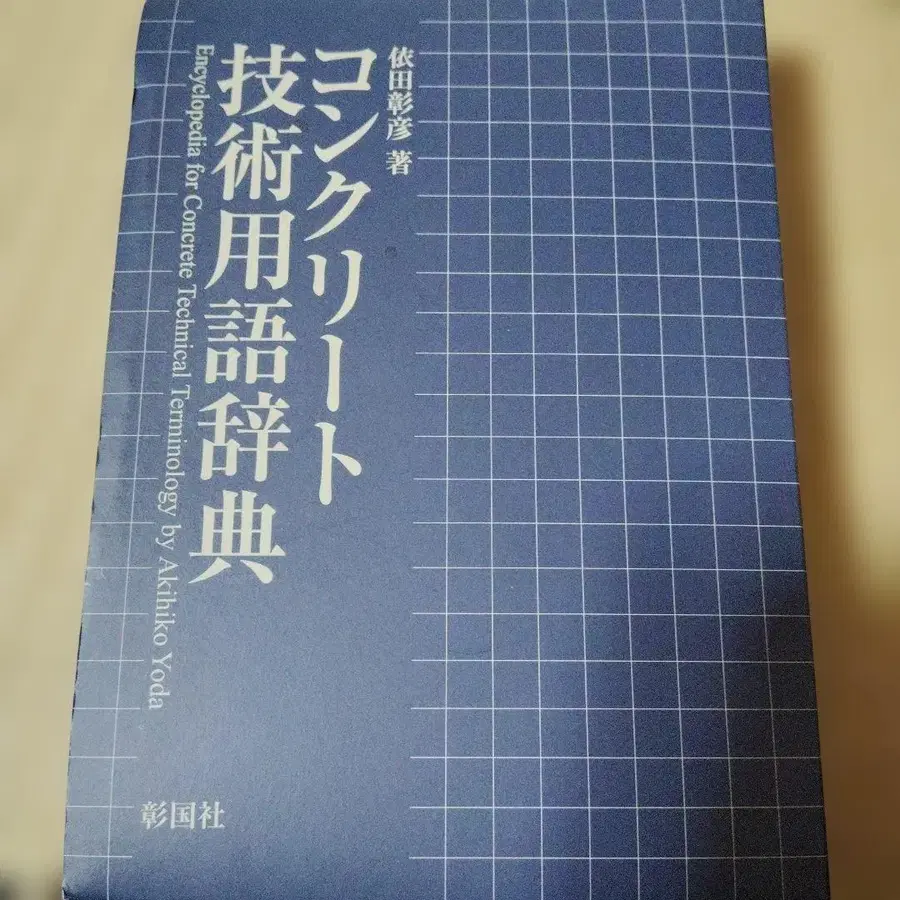 依田彰彦 著
コンクリート
技術用語辞典
Encyclopedia for Concrete Technical Terminology by Akihiko Yoda
彰国社